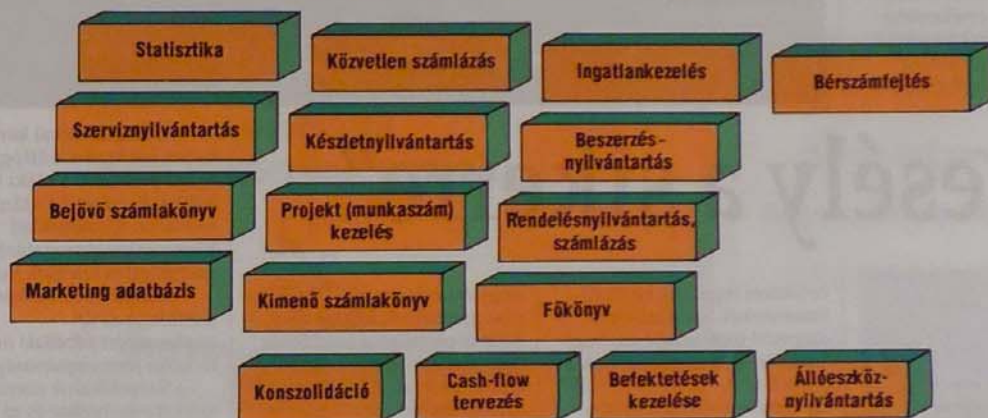 Statisztika
Közvetlen számlázás
Ingatlankezelés
Bérszámfejtés
Szerviznyilvántartás
Készletnyilvántartás
Beszerzés-
nyilvántartás
Bejövő számlakönyv
Projekt (munkaszám)
kezelés
Rendelésnyilvántartás,
számlázás
Marketing adatbázis
Kimenő számlakönyv
Főkönyv
Konszolidáció
Cash-flow
tervezés
Befektetések
kezelése
Állóeszköz-
nyilvántartás